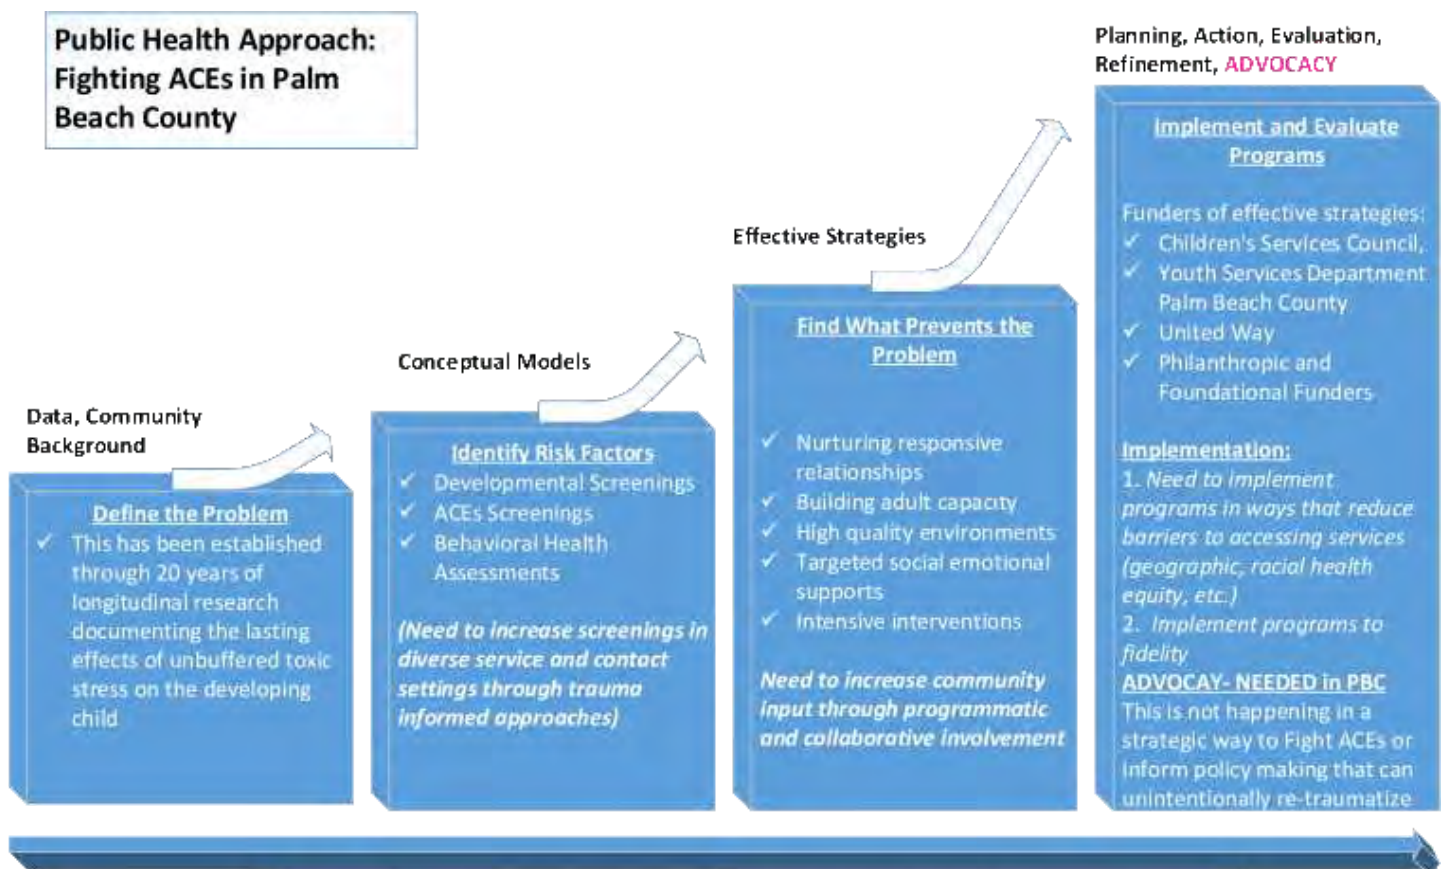 Public Health Approach:
Fighting ACEs in Palm
Beach County
Data, Community
Background
Define the Problem
✓ This has been established
through 20 years of
longitudinal research
documenting the lasting
effects of unbuffered toxic
stress on the developing
child
Conceptual Models
Identify Risk Factors
✓ Developmental Screenings
✓ ACEs Screenings
✓ Behavioral Health
Assessments
(Need to increase screenings in
diverse service and contact
settings through trauma
informed approaches)
Effective Strategies
Find What Prevents the
Problem
✓ Nurturing responsive
relationships
✓ Building adult capacity
✓ High quality environments
✓ Targeted social emotional
supports
✓ Intensive interventions
Need to increase community
input through programmatic
and collaborative involvement
Planning, Action, Evaluation,
Refinement, ADVOCACY
Implement and Evaluate
Programs
Funders of effective strategies:
✓ Children's Services Council,
✓ Youth Services Department
Palm Beach County
✓ United Way
✓ Philanthropic and
Foundational Funders
Implementation:
1. Need to implement
programs in ways that reduce
barriers to accessing services
(geographic, racial health
equity, etc.)
2. Implement programs to
fidelity
ADVOCAY- NEEDED in PBC
This is not happening in a
strategic way to Fight ACEs or
inform policy making that can
unintentionally re-traumatize